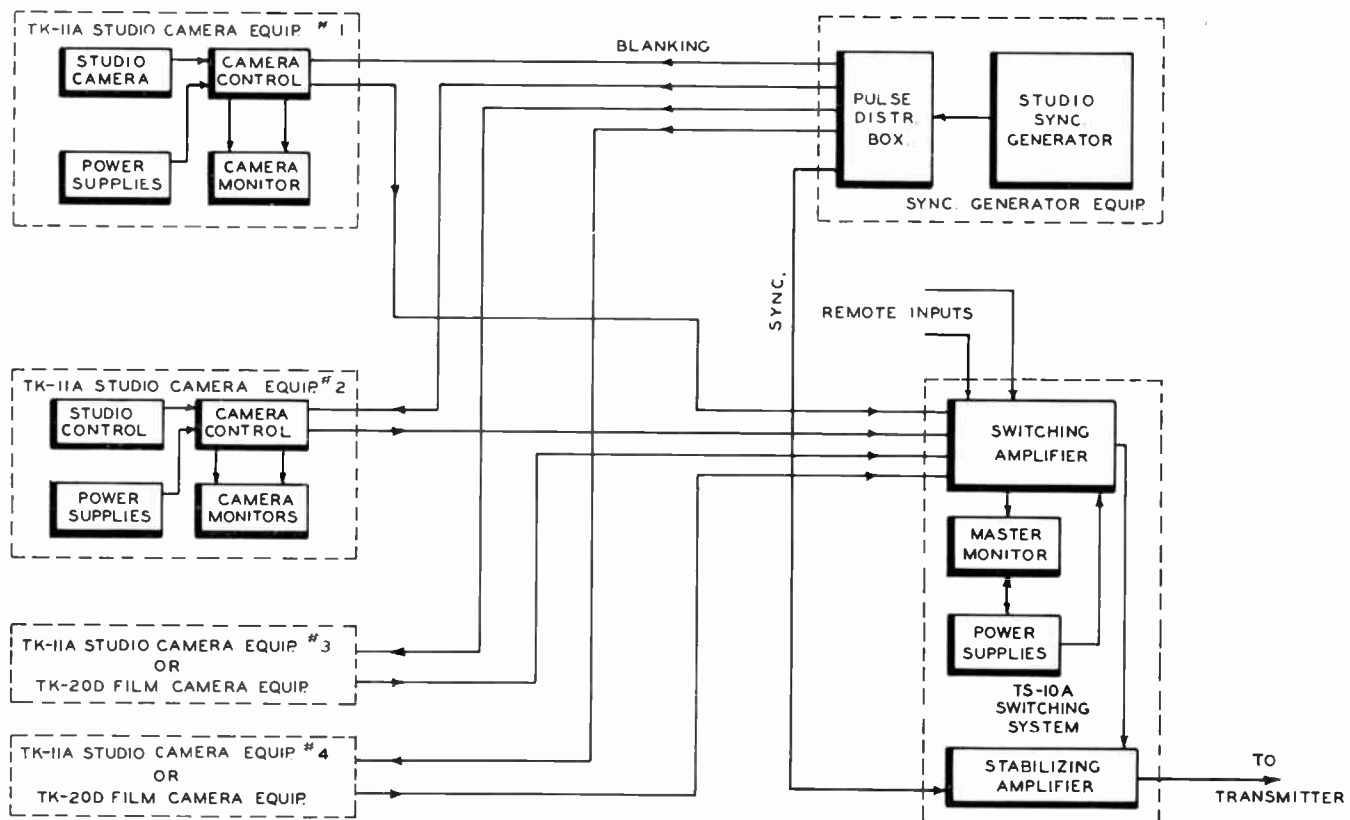 TK-11A STUDIO CAMERA EQUIP. #1
STUDIO
CAMERA
CAMERA
CONTROL
POWER
SUPPLIES
CAMERA
MONITOR
BLANKING
PULSE
DISTR.
BOX.
STUDIO
SYNC.
GENERATOR
SYNC. GENERATOR EQUIP.
SYNC.
REMOTE INPUTS
TK-11A STUDIO CAMERA EQUIP. #2
STUDIO
CONTROL
CAMERA
CONTROL
POWER
SUPPLIES
CAMERA
MONITORS
SWITCHING
AMPLIFIER
MASTER
MONITOR
POWER
SUPPLIES
TS-10A
SWITCHING
SYSTEM
STABILIZING
AMPLIFIER
TO
TRANSMITTER
TK-11A STUDIO CAMERA EQUIP. #3
OR
TK-20D FILM CAMERA EQUIP.
TK-11A STUDIO CAMERA EQUIP. #4
OR
TK-20D FILM CAMERA EQUIP.